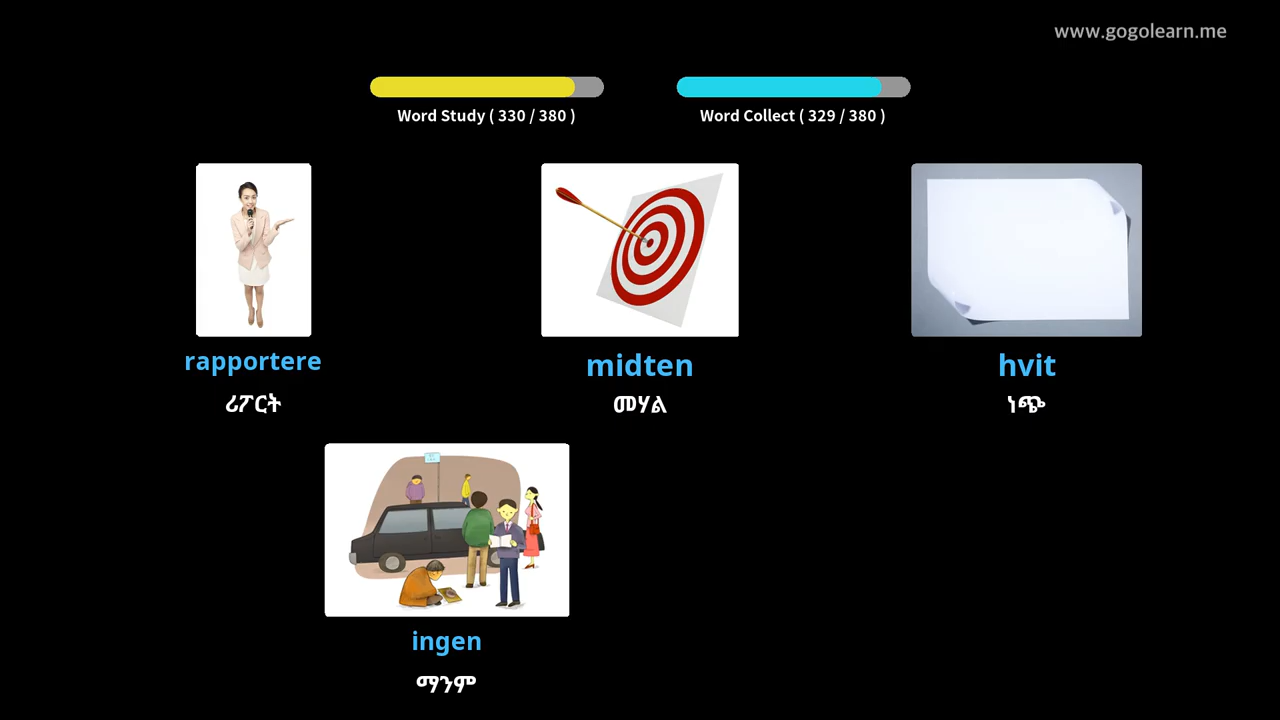 www.gogolearn.me
Word Study ( 330 / 380 )
Word Collect ( 329 / 380 )
rapportere
midten
hvit
ሪፖርት
መሃል
ነጭ
ingen
ማንም